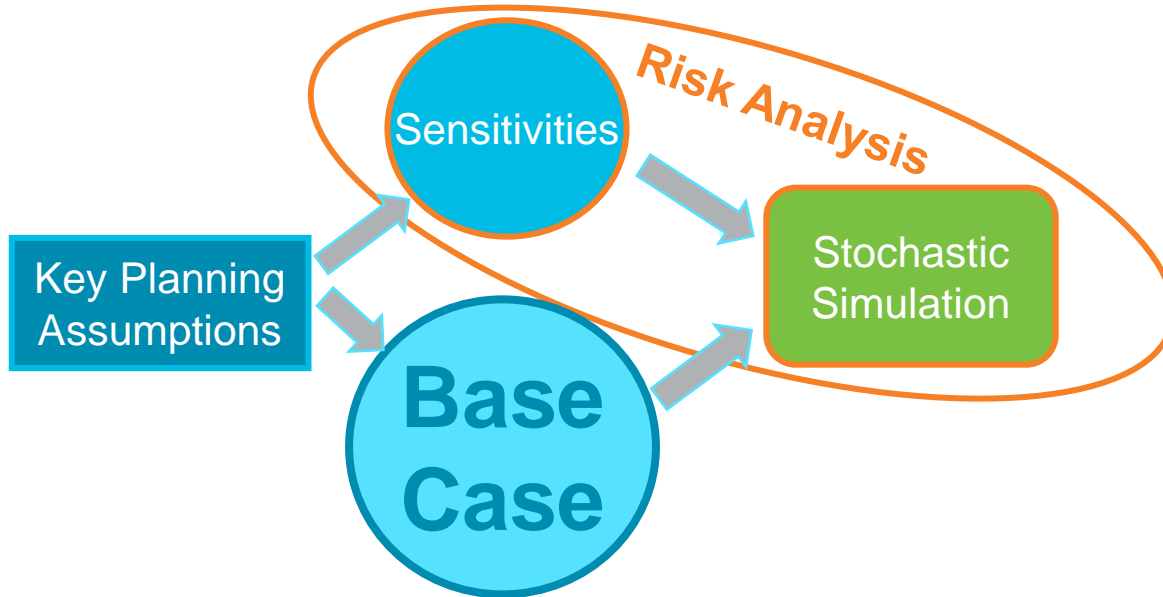 Risk Analysis
Sensitivities
Key Planning
Assumptions
Stochastic
Simulation
Base
Case